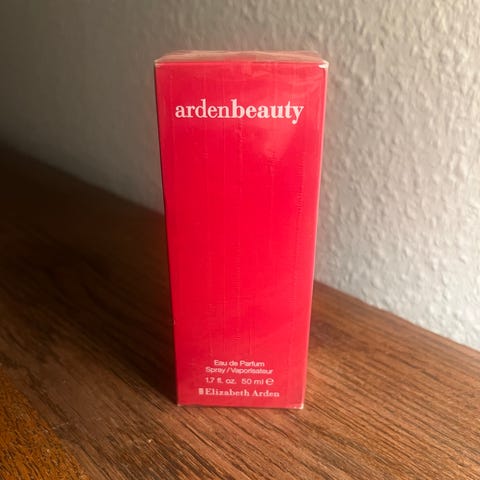 ardenbeauty
Eau de Parfum
Spray / Vaporisateur
1.7 fl. oz. 50 ml ℮
Elizabeth Arden